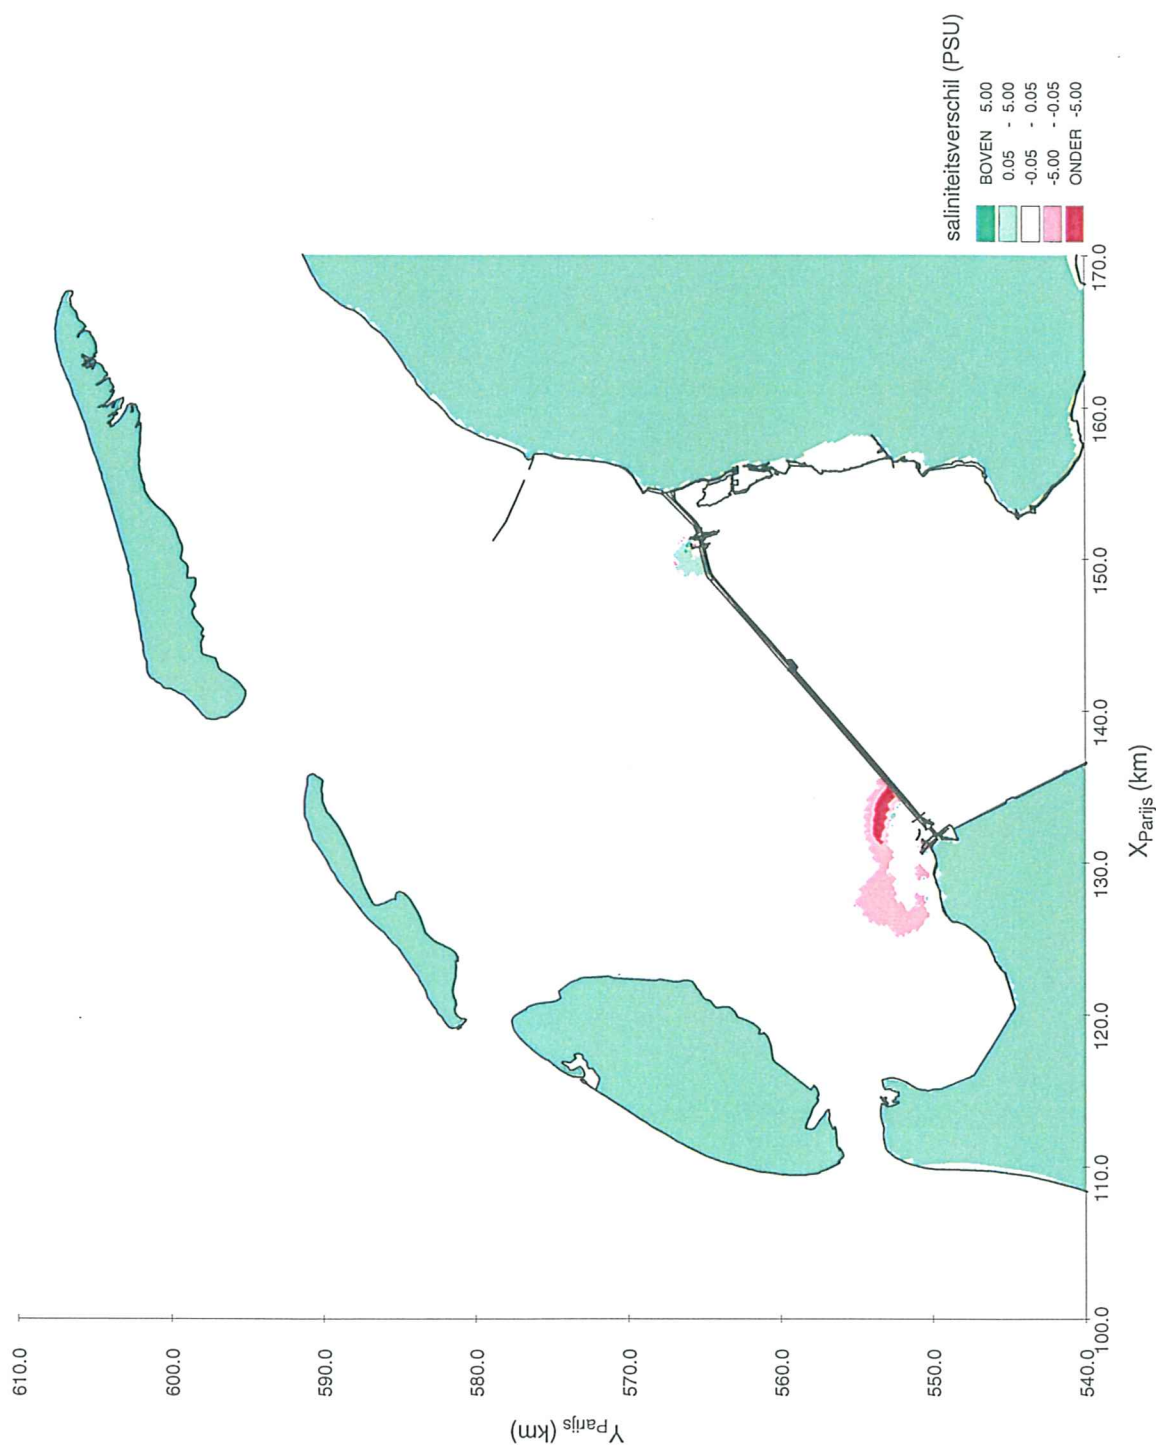 saliniteitsverschil (PSU)
BOVEN 5.00
0.05 - 5.00
-0.05 - 0.05
-5.00 - -0.05
ONDER -5.00
610.0
600.0
590.0
580.0
570.0
560.0
550.0
540.0
Y Parijs (km)
100.0
110.0
120.0
130.0
140.0
150.0
160.0
170.0
X Parijs (km)